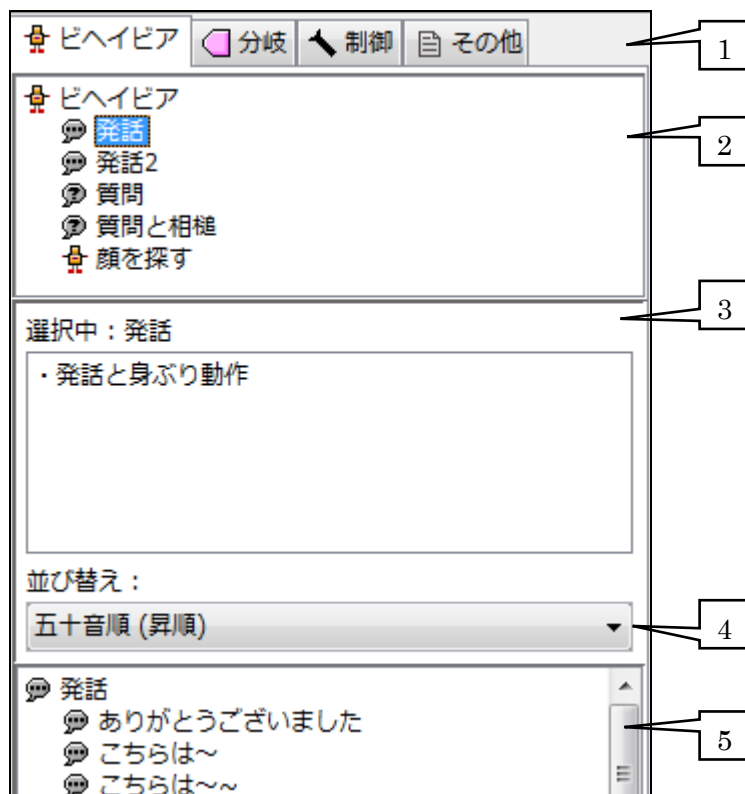 ビヘイビア 分岐 制御 その他
1
ビヘイビア
発話
2
発話2
質問
質問と相槌
顔を探す
3
選択中：発話
・発話と身ぶり動作
並び替え：
五十音順 (昇順)
4
発話
ありがとうございました
5
こちらは～
こちらは～~